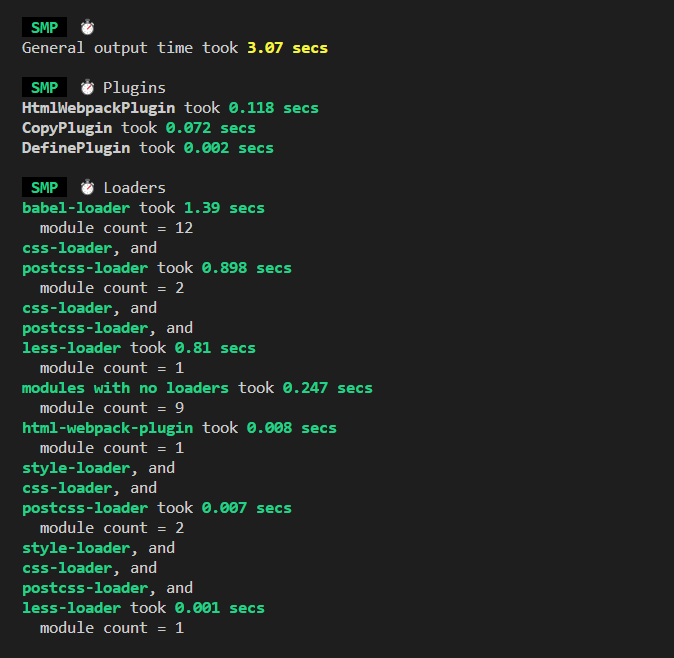 SMP ⏱
General output time took 3.07 secs
SMP ⏱ Plugins
HtmlWebpackPlugin took 0.118 secs
CopyPlugin took 0.072 secs
DefinePlugin took 0.002 secs
SMP ⏱ Loaders
babel-loader took 1.39 secs
module count = 12
css-loader, and
postcss-loader took 0.898 secs
module count = 2
css-loader, and
postcss-loader, and
less-loader took 0.81 secs
module count = 1
modules with no loaders took 0.247 secs
module count = 9
html-webpack-plugin took 0.008 secs
module count = 1
style-loader, and
css-loader, and
postcss-loader took 0.007 secs
module count = 2
style-loader, and
css-loader, and
postcss-loader, and
less-loader took 0.001 secs
module count = 1